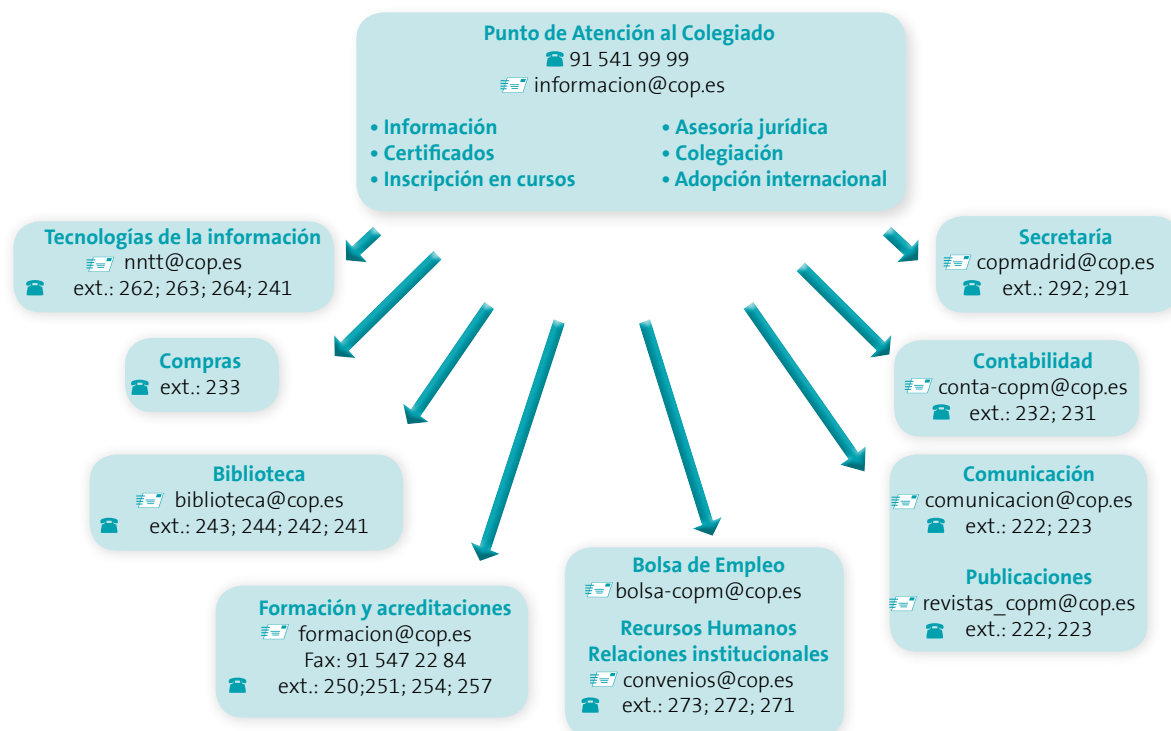 Punto de Atención al Colegiado
91 541 99 99
informacion@cop.es
• Información
• Certificados
• Inscripción en cursos
• Asesoría jurídica
• Colegiación
• Adopción internacional
Tecnologías de la información
nntt@cop.es
ext.: 262; 263; 264; 241
Secretaría
copmadrid@cop.es
ext.: 292; 291
Compras
ext.: 233
Contabilidad
conta-copm@cop.es
ext.: 232; 231
Biblioteca
biblioteca@cop.es
ext.: 243; 244; 242; 241
Comunicación
comunicacion@cop.es
ext.: 222; 223
Publicaciones
revistas_copm@cop.es
ext.: 222; 223
Formación y acreditaciones
formacion@cop.es
Fax: 91 547 22 84
ext.: 250;251; 254; 257
Bolsa de Empleo
bolsa-copm@cop.es
Recursos Humanos
Relaciones institucionales
convenios@cop.es
ext.: 273; 272; 271